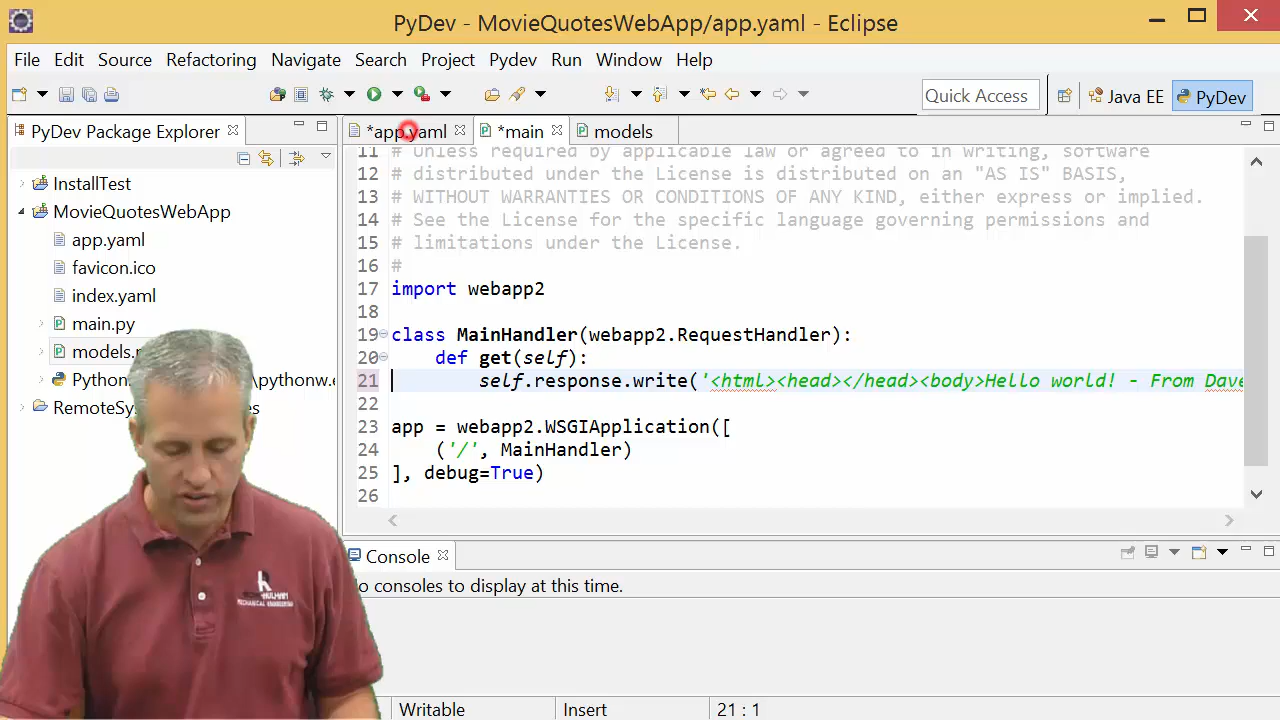 PyDev - MovieQuotesWebApp/app.yaml - Eclipse
File Edit Source Refactoring Navigate Search Project Pydev Run Window Help
Quick Access Java EE PyDev
PyDev Package Explorer
*app.yaml *main models
InstallTest
MovieQuotesWebApp
app.yaml
favicon.ico
index.yaml
main.py
11 # Unless required by applicable law or agreed to in writing, software
12 # distributed under the License is distributed on an "AS IS" BASIS,
13 # WITHOUT WARRANTIES OR CONDITIONS OF ANY KIND, either express or implied.
14 # See the License for the specific language governing permissions and
15 # limitations under the License.
16 #
17 import webapp2
18
19 class MainHandler(webapp2.RequestHandler):
20 def get(self):
21 self.response.write('<html><head></head><body>Hello world! - From Dave
22
23 app = webapp2.WSGIApplication([
24 ('/', MainHandler)
25 ], debug=True)
26
Console
consoles to display at this time.
MECHANICAL ENGINEERING
Writable Insert 21 : 1